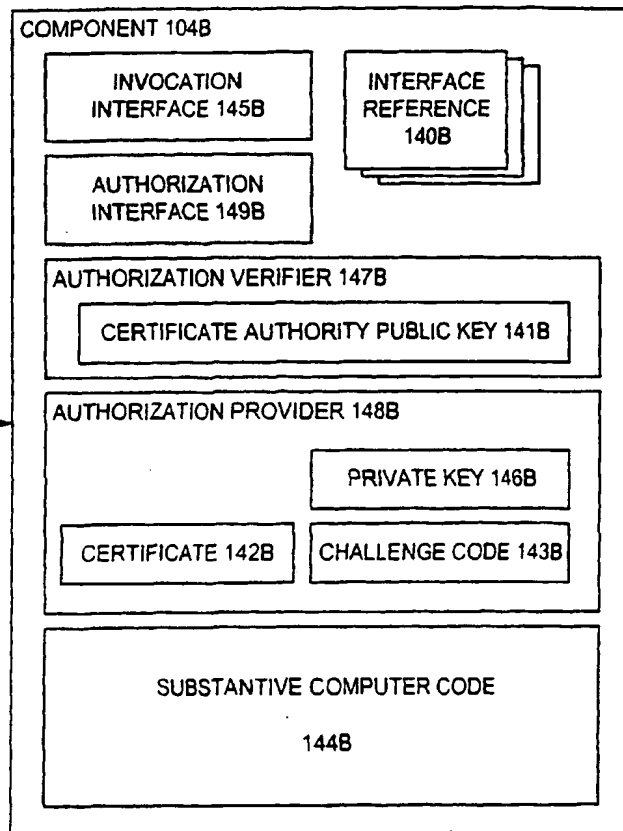 COMPONENT 104B
INVOCATION
INTERFACE 145B
INTERFACE
REFERENCE
140B
AUTHORIZATION
INTERFACE 149B
AUTHORIZATION VERIFIER 147B
CERTIFICATE AUTHORITY PUBLIC KEY 141B
AUTHORIZATION PROVIDER 148B
PRIVATE KEY 146B
CERTIFICATE 142B
CHALLENGE CODE 143B
SUBSTANTIVE COMPUTER CODE
144B